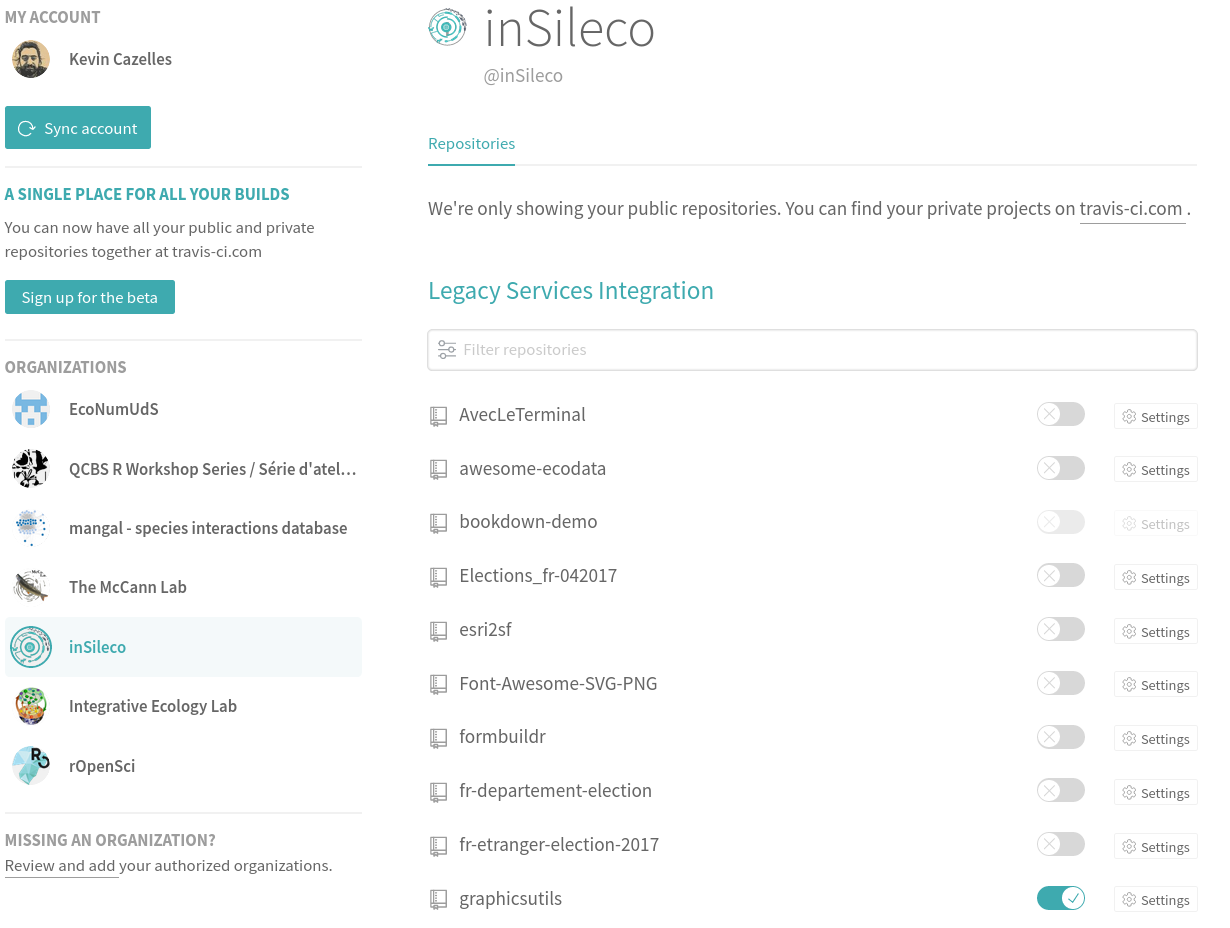 MY ACCOUNT
Kevin Cazelles
Sync account
A SINGLE PLACE FOR ALL YOUR BUILDS
You can now have all your public and private
repositories together at travis-ci.com
Sign up for the beta
ORGANIZATIONS
EcoNumUdS
QCBS R Workshop Series / Série d'atel...
mangal - species interactions database
The McCann Lab
inSileco
Integrative Ecology Lab
rOpenSci
MISSING AN ORGANIZATION?
Review and add your authorized organizations.
inSileco
@inSileco
Repositories
We're only showing your public repositories. You can find your private projects on travis-ci.com .
Legacy Services Integration
Filter repositories
AvecLeTerminal Settings
awesome-ecodata Settings
bookdown-demo Settings
Elections_fr-042017 Settings
esri2sf Settings
Font-Awesome-SVG-PNG Settings
formbuildr Settings
fr-departement-election Settings
fr-etranger-election-2017 Settings
graphicsutils Settings